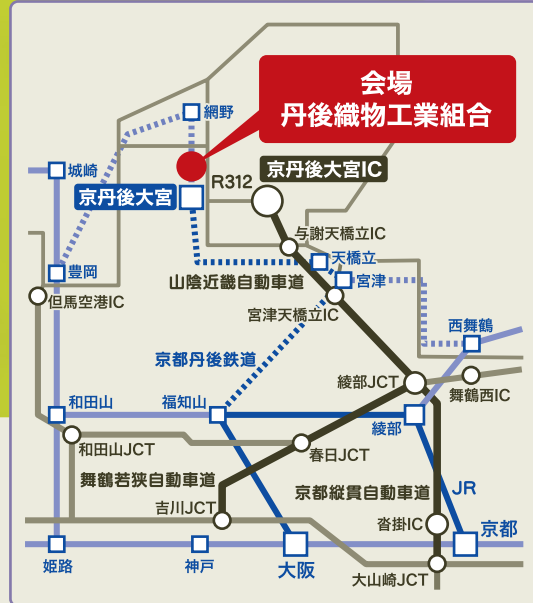 会場
丹後織物工業組合
網野
城崎
京丹後大宮
R312
京丹後大宮IC
与謝天橋立IC
天橋立
豊岡
山陰近畿自動車道
宮津
但馬空港IC
宮津天橋立IC
西舞鶴
京都丹後鉄道
綾部JCT
舞鶴西IC
和田山
福知山
綾部
和田山JCT
春日JCT
舞鶴若狭自動車道
京都縦貫自動車道
JR
吉川JCT
沓掛IC
京都
姫路
神戸
大阪
大山崎JCT